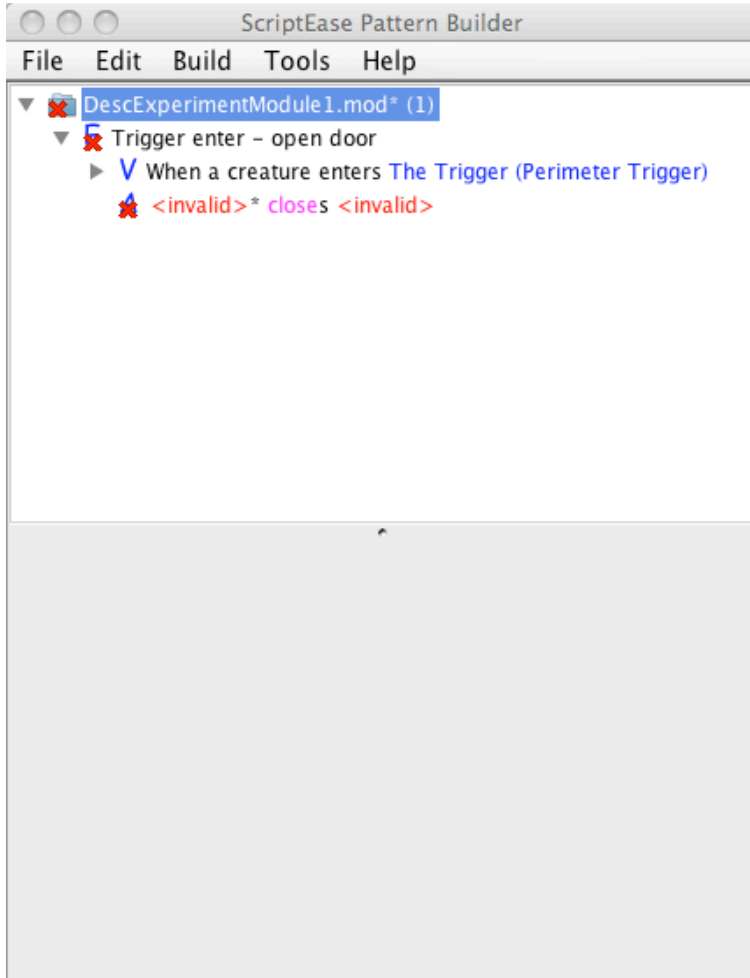 ScriptEase Pattern Builder
File Edit Build Tools Help
DescExperimentModule1.mod* (1)
Trigger enter – open door
V When a creature enters The Trigger (Perimeter Trigger)
<invalid>* closes <invalid>